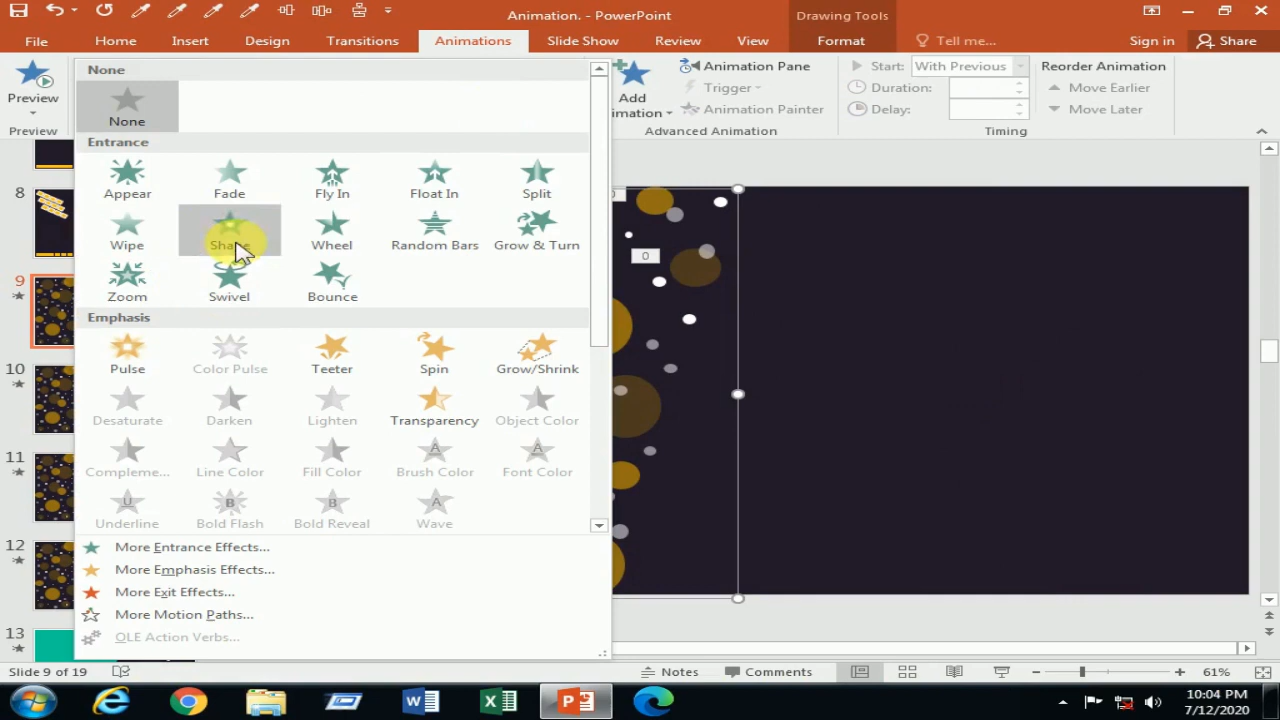 Animation. - PowerPoint
Drawing Tools
File
Home
Insert
Design
Transitions
Animations
Slide Show
Review
View
Format
Tell me...
Sign in
Share
Preview
Preview
None
None
Entrance
Appear
Fade
Fly In
Float In
Split
Wipe
Shape
Wheel
Random Bars
Grow & Turn
Zoom
Swivel
Bounce
Emphasis
Pulse
Color Pulse
Teeter
Spin
Grow/Shrink
Desaturate
Darken
Lighten
Transparency
Object Color
Compleme...
Line Color
Fill Color
Brush Color
Font Color
Underline
Bold Flash
Bold Reveal
Wave
More Entrance Effects...
More Emphasis Effects...
More Exit Effects...
More Motion Paths...
OLE Action Verbs...
Add
nimation
Animation Pane
Trigger
Animation Painter
Advanced Animation
Start: With Previous
Duration:
Delay:
Timing
Reorder Animation
Move Earlier
Move Later
8
9
10
11
12
13
0
Slide 9 of 19
Notes
Comments
61%
10:04 PM
7/12/2020